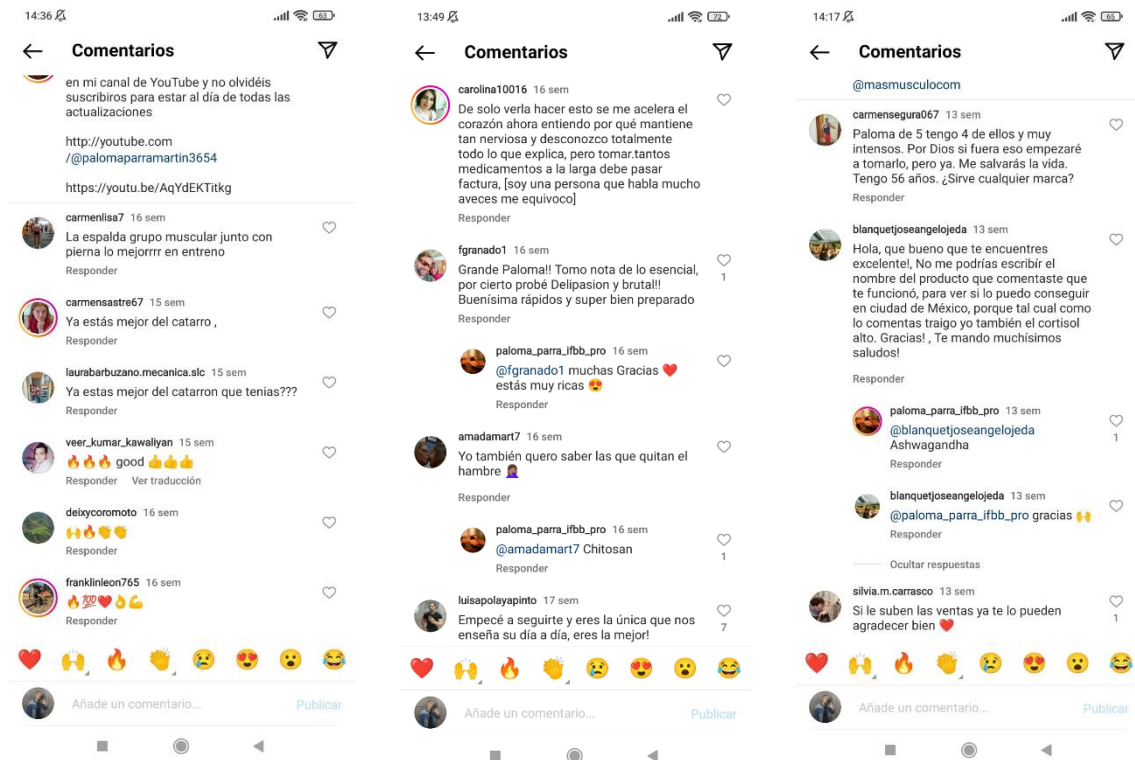 14:36
63
Comentarios
en mi canal de YouTube y no olvidéis
suscribiros para estar al día de todas las
actualizaciones
http://youtube.com
/@palomaparramartin3654
https://youtu.be/AqYdEKTitkg
carmenlisa7 16 sem
La espalda grupo muscular junto con
pierna lo mejorrrr en entreno
Responder
carmensastre67 15 sem
Ya estás mejor del catarro ,
Responder
laurabarbuzano.mecanica.slc 15 sem
Ya estas mejor del catarron que tenias???
Responder
veer_kumar_kawaliyan 15 sem
🔥🔥🔥 good 👍👍👍
Responder Ver traducción
deixycoromoto 16 sem
🙌🔥👏👏
Responder
franklinleon765 16 sem
🔥💯❤️👌💪
Responder
❤️ 🙌 🔥 👏 😢 😍 😮 😂
Añade un comentario... Publicar
13:49
72
Comentarios
carolina10016 16 sem
De solo verla hacer esto se me acelera el
corazón ahora entiendo por qué mantiene
tan nerviosa y desconozco totalmente
todo lo que explica, pero tomar.tantos
medicamentos a la larga debe pasar
factura, [soy una persona que habla mucho
aveces me equivoco]
Responder
fgranado1 16 sem
Grande Paloma!! Tomo nota de lo esencial,
por cierto probé Delipasion y brutal!!
Buenísima rápidos y super bien preparado
1
Responder
paloma_parra_ifbb_pro 16 sem
@fgranado1 muchas Gracias ❤️
estás muy ricas 😍
Responder
amadamart7 16 sem
Yo también quero saber las que quitan el
hambre 🤦🏽‍♀️
Responder
paloma_parra_ifbb_pro 16 sem
@amadamart7 Chitosan
1
Responder
luisapolayapinto 17 sem
Empecé a seguirte y eres la única que nos
enseña su día a día, eres la mejor!
7
❤️ 🙌 🔥 👏 😢 😍 😮 😂
Añade un comentario... Publicar
14:17
65
Comentarios
@masmusculocom
carmensegura067 13 sem
Paloma de 5 tengo 4 de ellos y muy
intensos. Por Dios si fuera eso empezaré
a tomarlo, pero ya. Me salvarás la vida.
Tengo 56 años. ¿Sirve cualquier marca?
Responder
blanquetjoseangelojeda 13 sem
Hola, que bueno que te encuentres
excelente!, No me podrías escribír el
nombre del producto que comentaste que
te funcionó, para ver si lo puedo conseguir
en ciudad de México, porque tal cual como
lo comentas traigo yo también el cortisol
alto. Gracias! , Te mando muchísimos
saludos!
Responder
paloma_parra_ifbb_pro 13 sem
@blanquetjoseangelojeda
Ashwagandha
1
Responder
blanquetjoseangelojeda 13 sem
@paloma_parra_ifbb_pro gracias 🙌
Responder
Ocultar respuestas
silvia.m.carrasco 13 sem
Si le suben las ventas ya te lo pueden
agradecer bien ❤️
1
❤️ 🙌 🔥 👏 😢 😍 😮 😂
Añade un comentario... Publicar